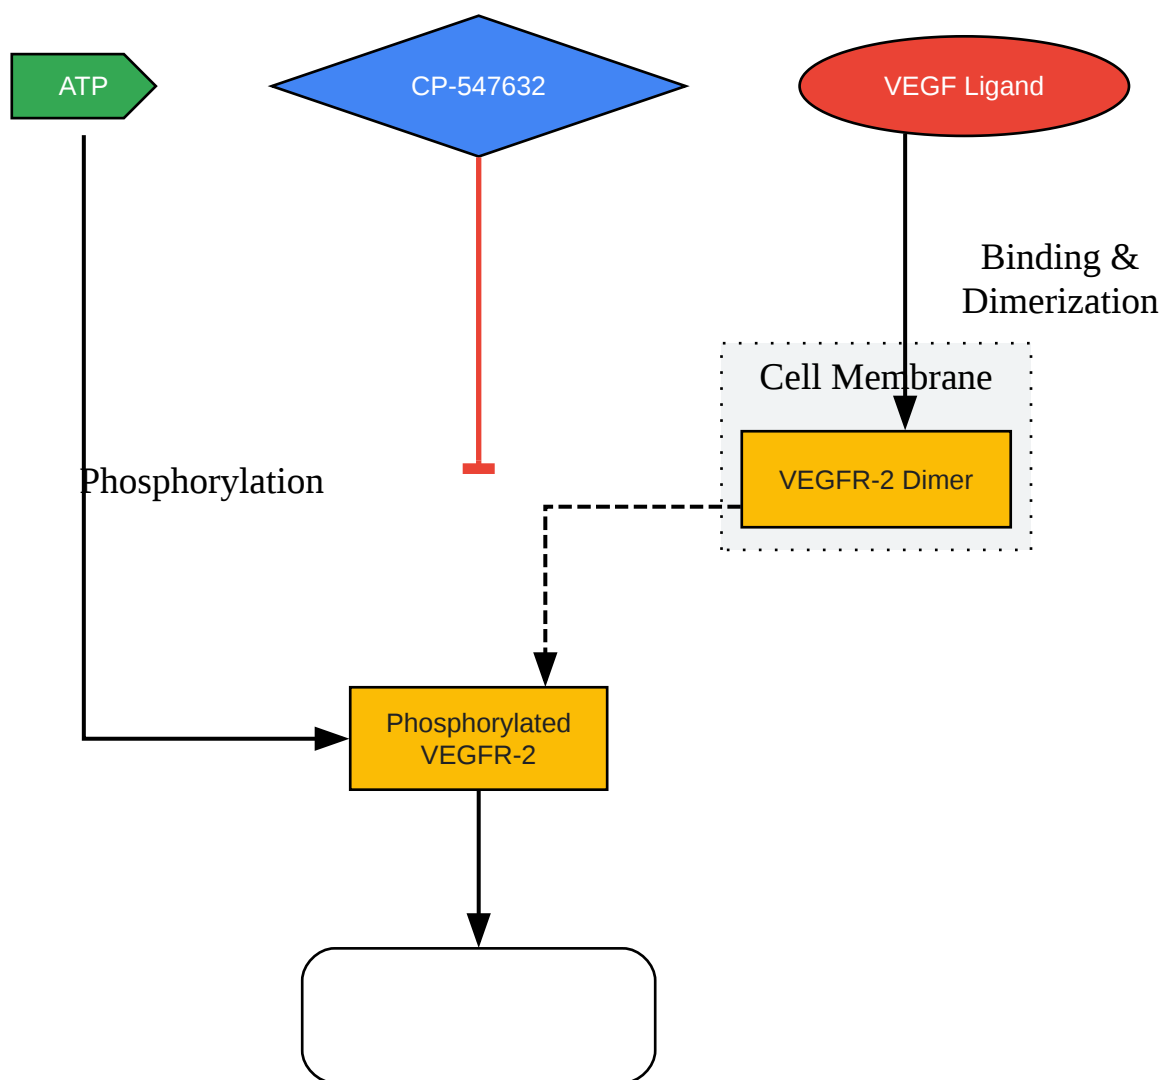 ATP
CP-547632
VEGF Ligand
Binding &
Dimerization
Cell Membrane
VEGFR-2 Dimer
Phosphorylation
Phosphorylated
VEGFR-2